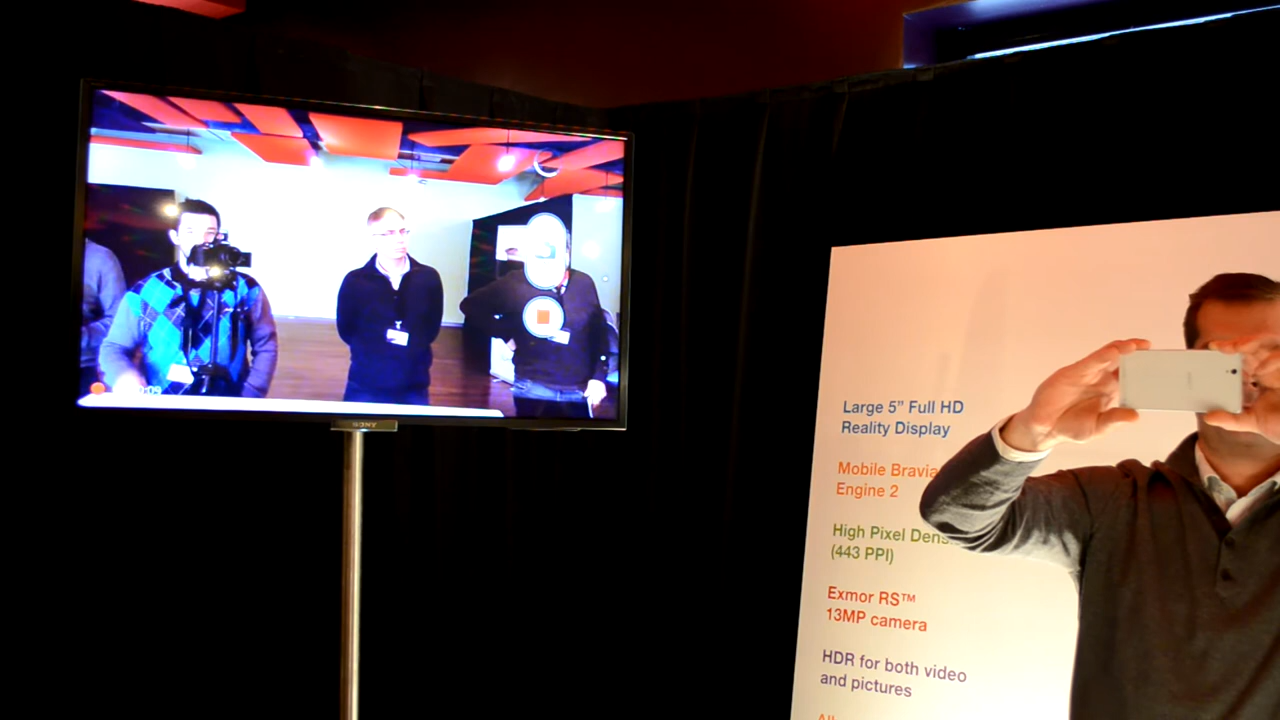 SONY
Large 5” Full HD
Reality Display
Mobile Bravia
Engine 2
High Pixel Dens
(443 PPI)
Exmor RS™
13MP camera
HDR for both video
and pictures